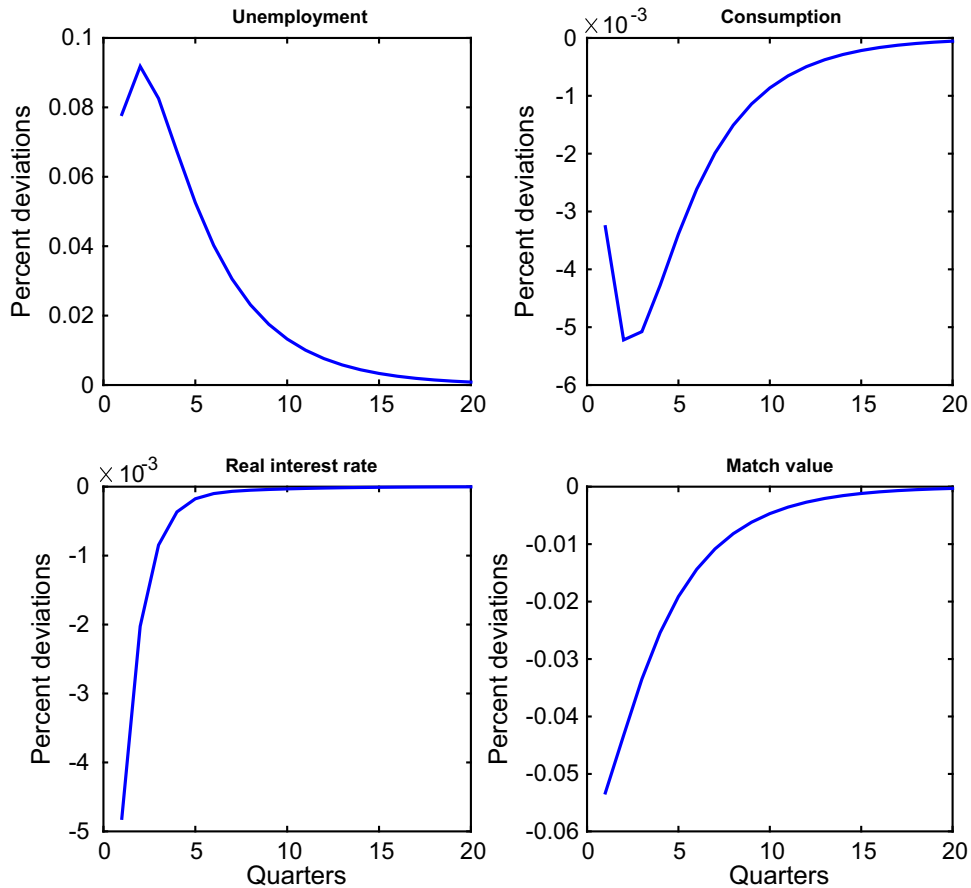 Unemployment
Percent deviations
0.1
0.08
0.06
0.04
0.02
0
0 5 10 15 20
Consumption
× 10-3
Percent deviations
0
-1
-2
-3
-4
-5
-6
0 5 10 15 20
Real interest rate
× 10-3
Percent deviations
0
-1
-2
-3
-4
-5
0 5 10 15 20
Quarters
Match value
Percent deviations
0
-0.01
-0.02
-0.03
-0.04
-0.05
-0.06
0 5 10 15 20
Quarters